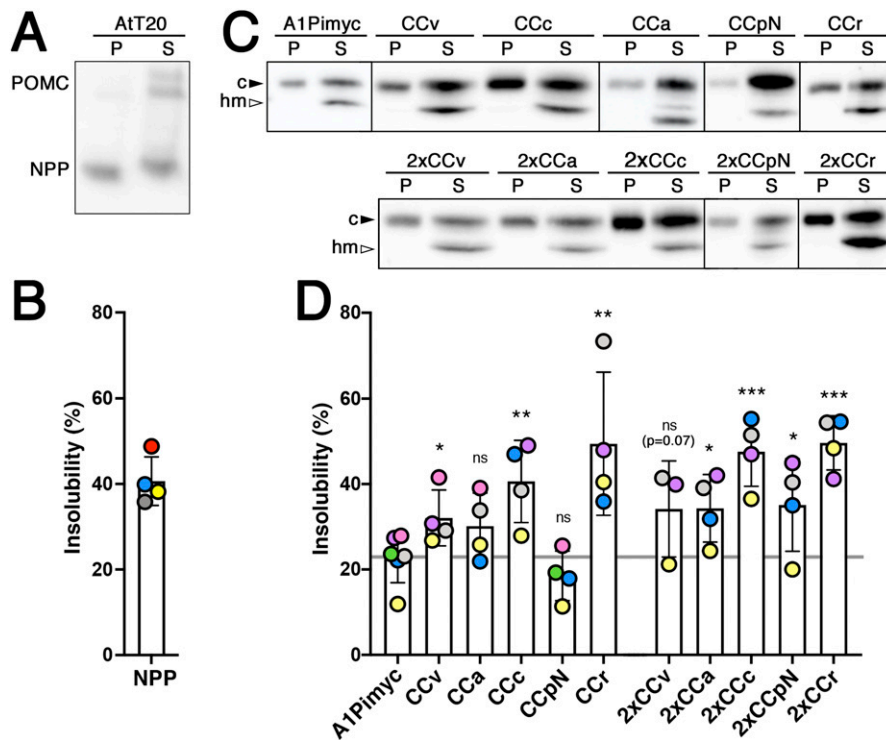 A
AtT20
P S
POMC
NPP
C
A1Pimyc CCv CCc CCa CCpN CCr
P S P S P S P S P S P S
c
hm
2xCCv 2xCCa 2xCCc 2xCCpN 2xCCr
P S P S P S P S P S
c
hm
B
Insolubility (%)
80
60
40
20
0
NPP
D
Insolubility (%)
80
60
40
20
0
* ns ** ns ** ns (p=0.07) * *** * ***
A1Pimyc CCv CCa CCc CCpN CCr 2xCCv 2xCCa 2xCCc 2xCCpN 2xCCr